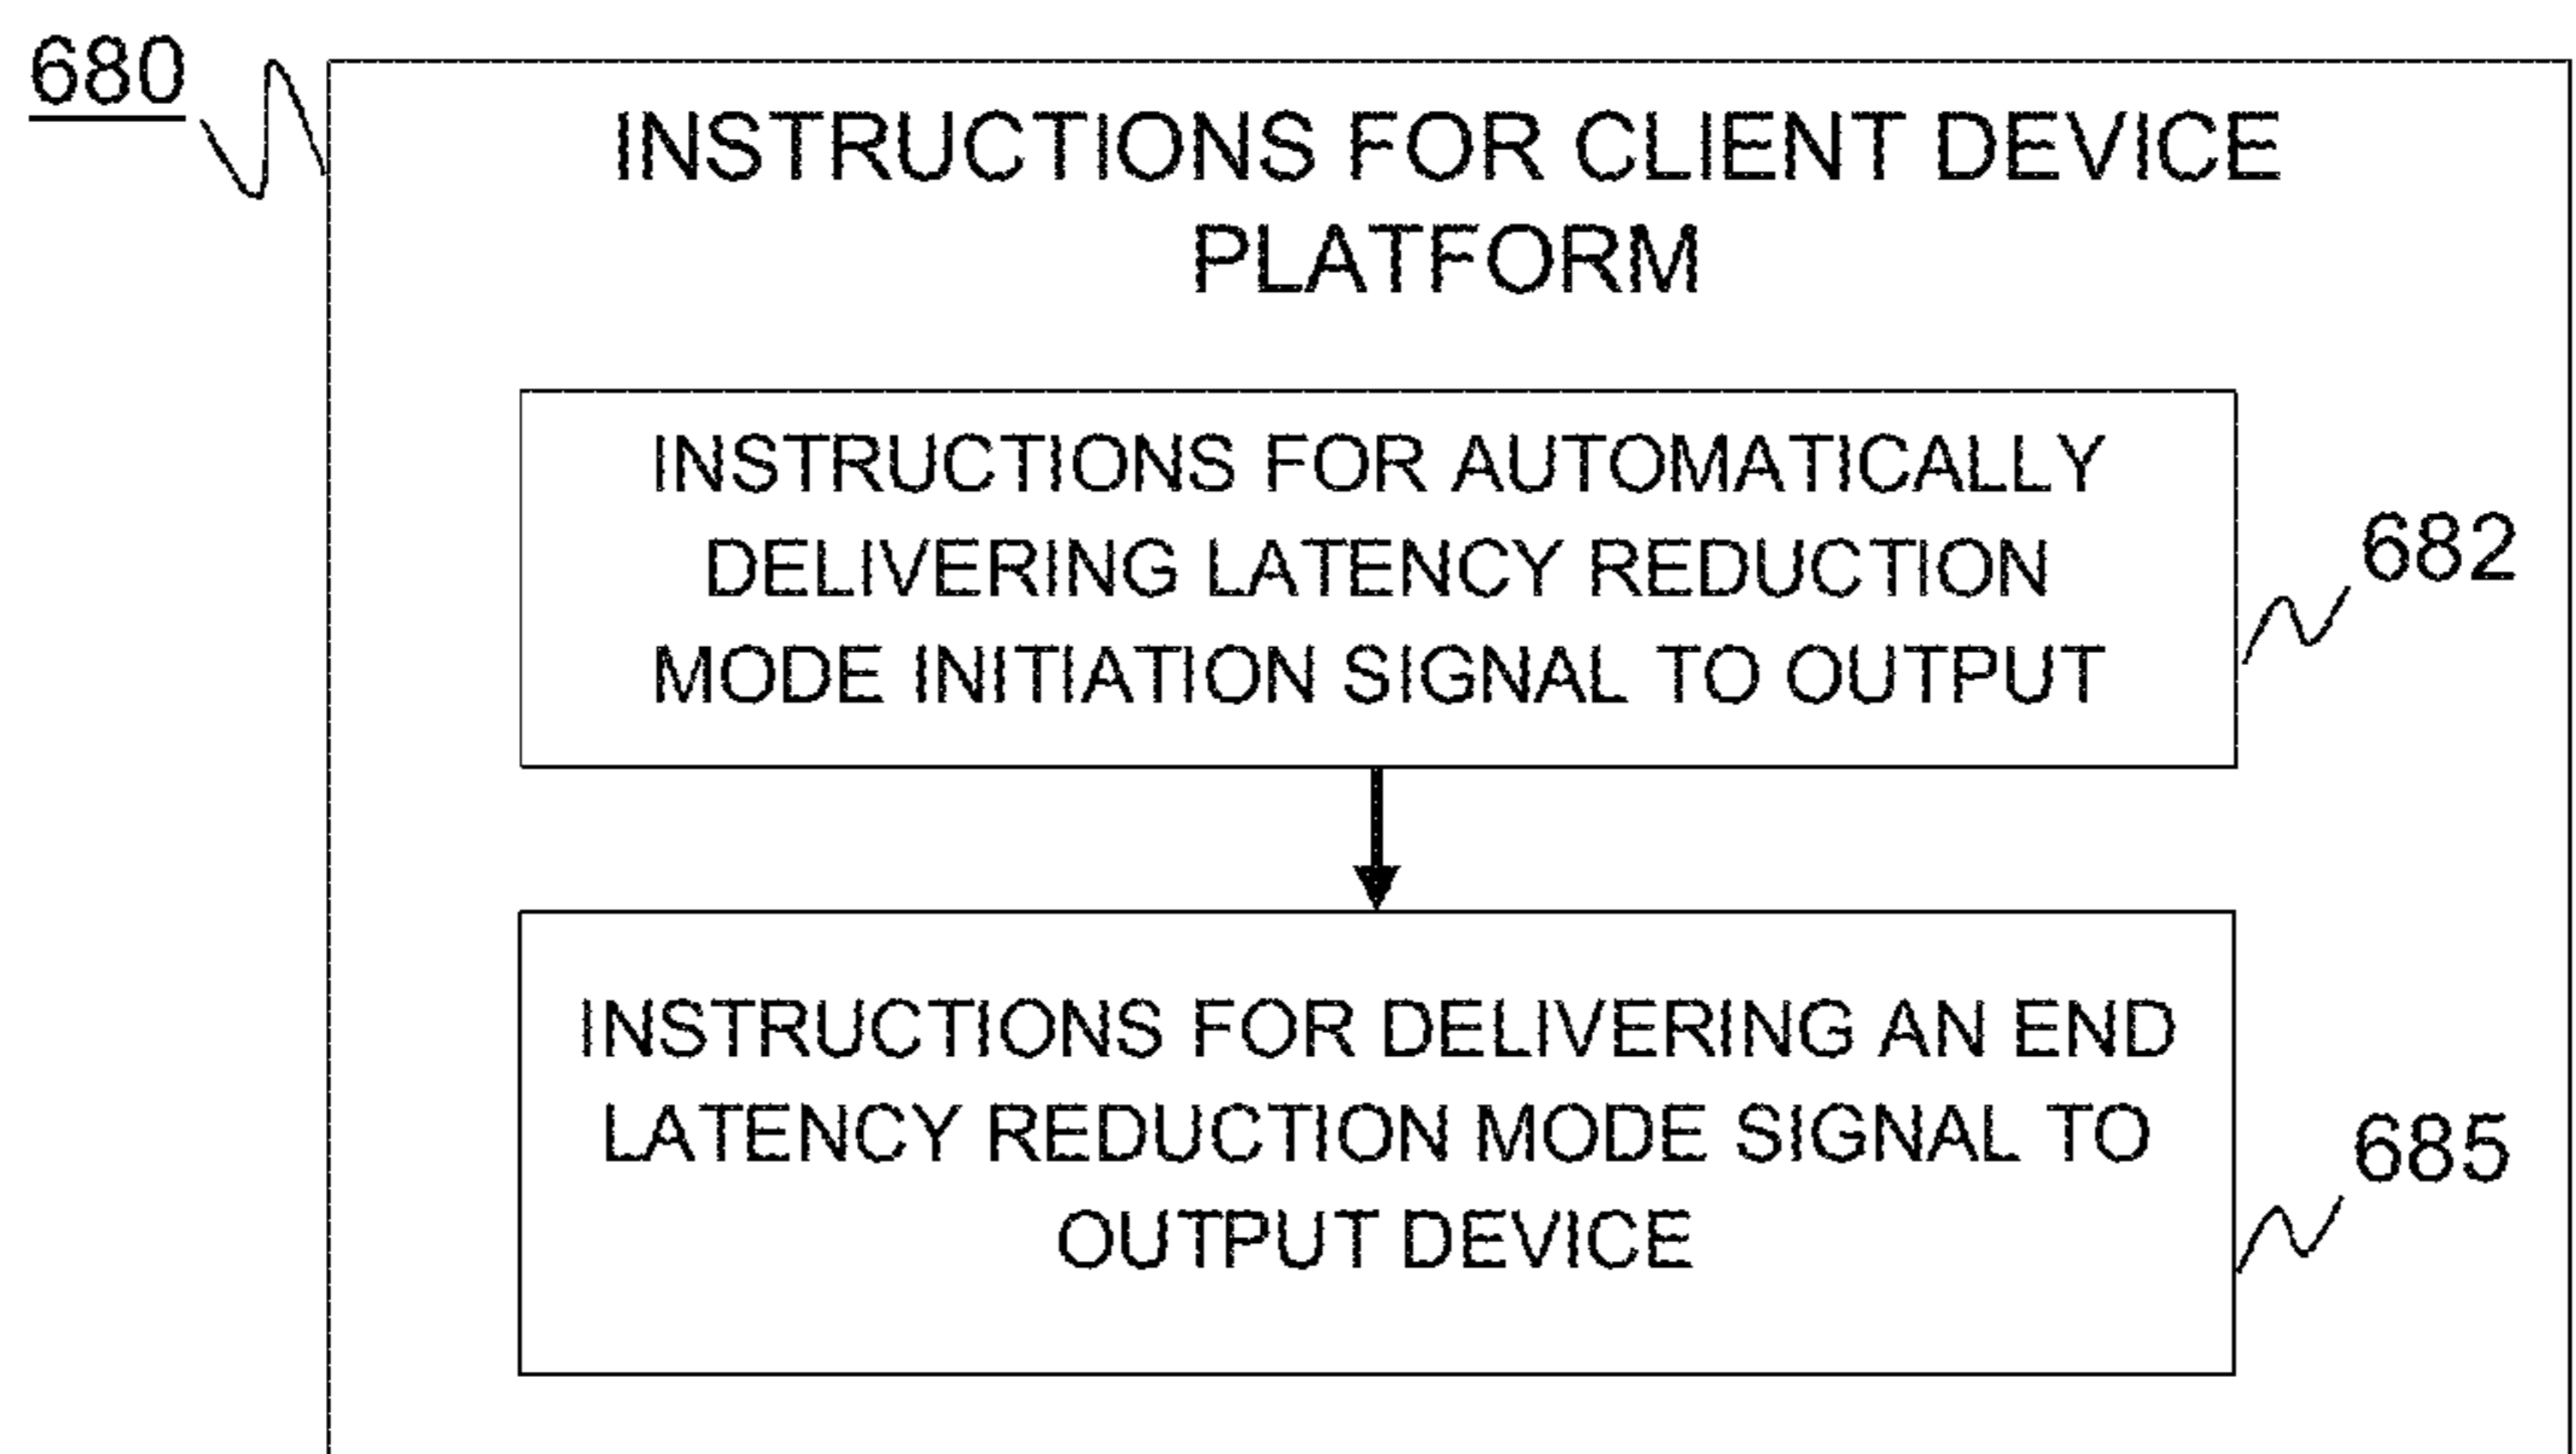 680
INSTRUCTIONS FOR CLIENT DEVICE
PLATFORM
INSTRUCTIONS FOR AUTOMATICALLY
DELIVERING LATENCY REDUCTION
MODE INITIATION SIGNAL TO OUTPUT
682
INSTRUCTIONS FOR DELIVERING AN END
LATENCY REDUCTION MODE SIGNAL TO
OUTPUT DEVICE
685